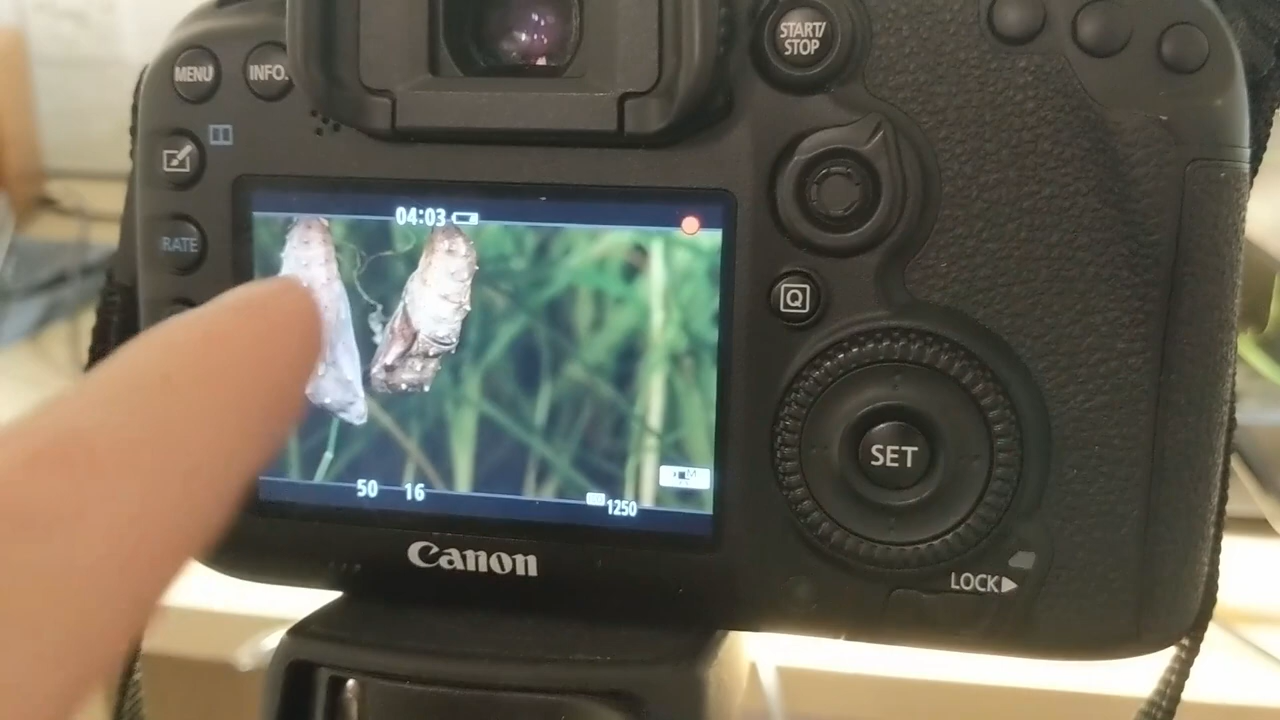 START/
STOP
MENU
INFO.
RATE
04:03
Q
SET
50 16
1250
Canon
LOCK